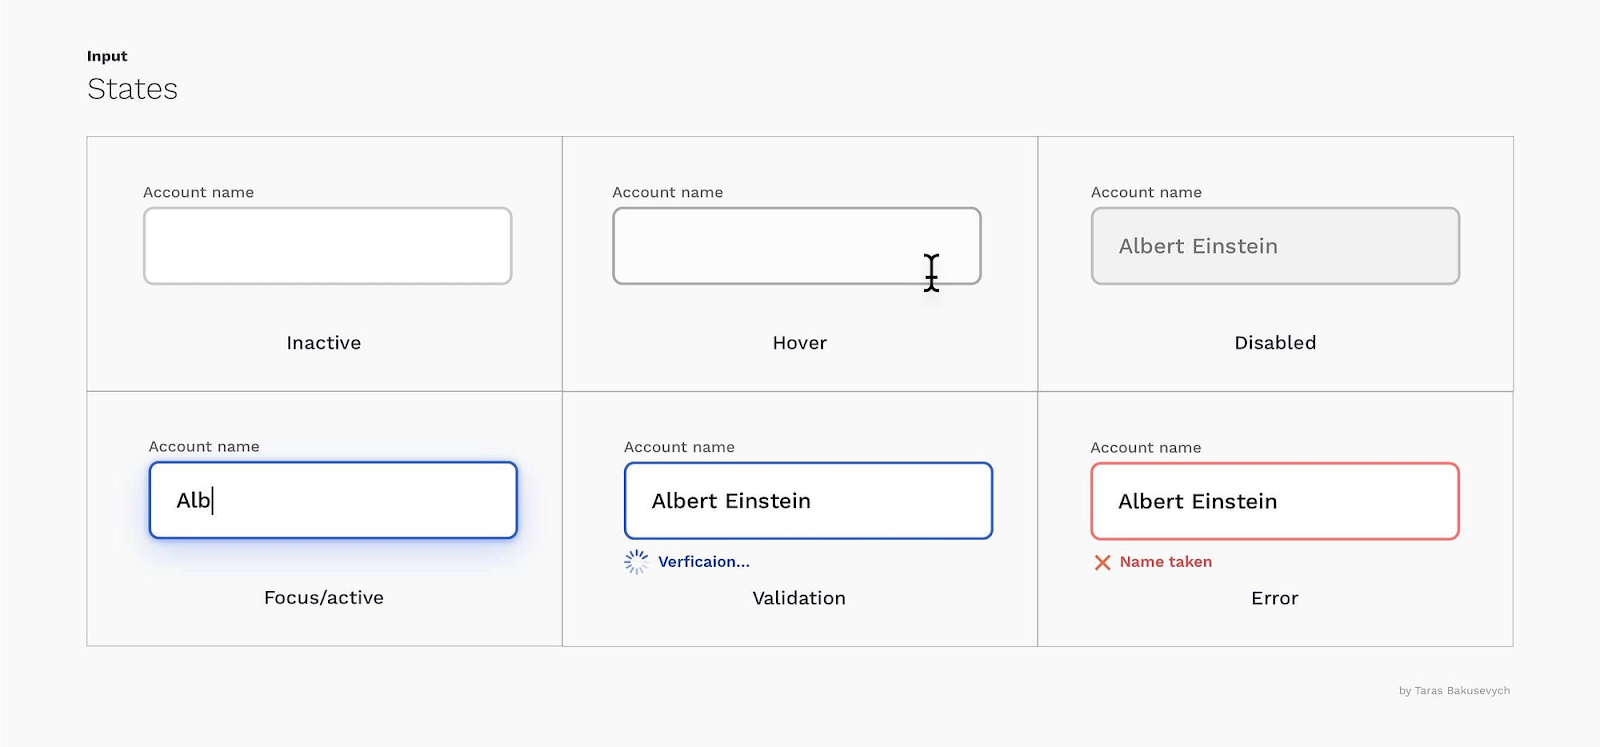 Input
States
Account name
Account name
Account name
Albert Einstein
Inactive
Hover
Disabled
Account name
Account name
Account name
Alb
Albert Einstein
Albert Einstein
Verficaion...
Name taken
Focus/active
Validation
Error
by Taras Bakusevych